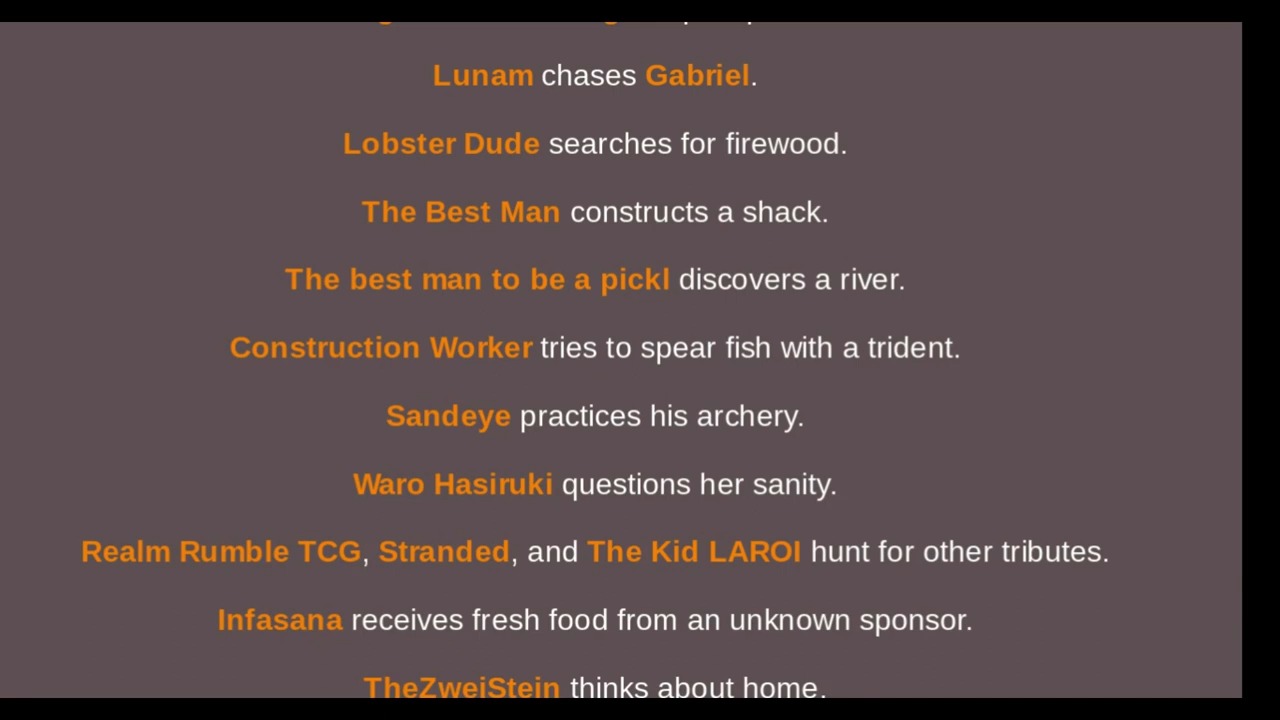 Lunam chases Gabriel.
Lobster Dude searches for firewood.
The Best Man constructs a shack.
The best man to be a pickl discovers a river.
Construction Worker tries to spear fish with a trident.
Sandeye practices his archery.
Waro Hasiruki questions her sanity.
Realm Rumble TCG, Stranded, and The Kid LAROI hunt for other tributes.
Infasana receives fresh food from an unknown sponsor.
TheZweiStein thinks about home.